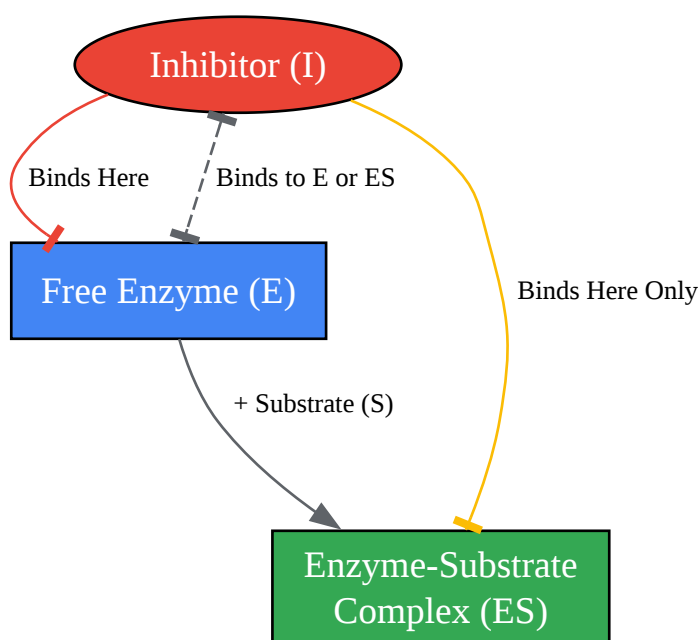 Inhibitor (I)
Binds Here
Binds to E or ES
Free Enzyme (E)
Binds Here Only
+ Substrate (S)
Enzyme-Substrate
Complex (ES)